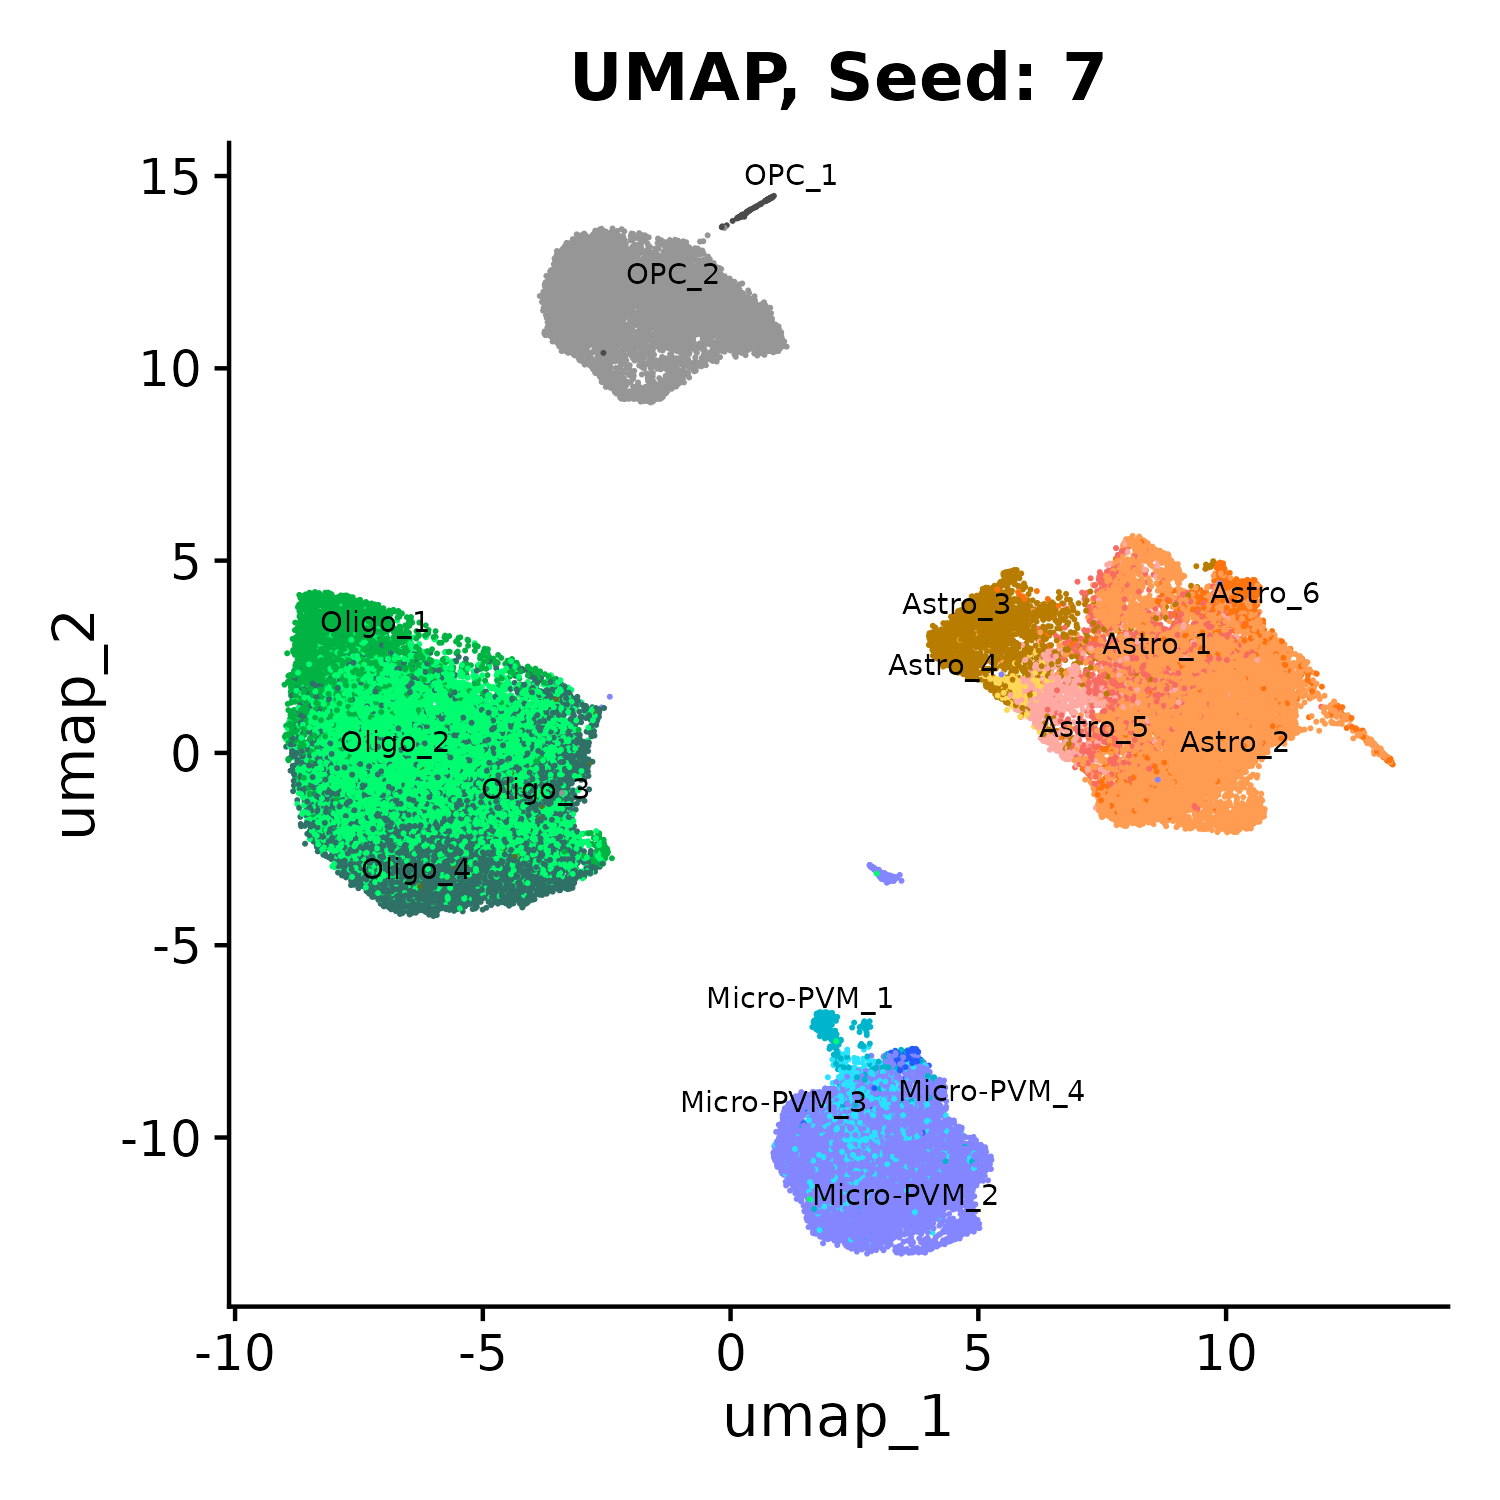 UMAP, Seed: 7
15
10
5
0
-5
-10
umap_2
OPC_1
OPC_2
Astro_3
Astro_6
Oligo_1
Astro_1
Astro_4
Astro_5
Oligo_2
Astro_2
Oligo_3
Oligo_4
Micro-PVM_1
Micro-PVM_4
Micro-PVM_3
Micro-PVM_2
-10
-5
0
5
10
umap_1